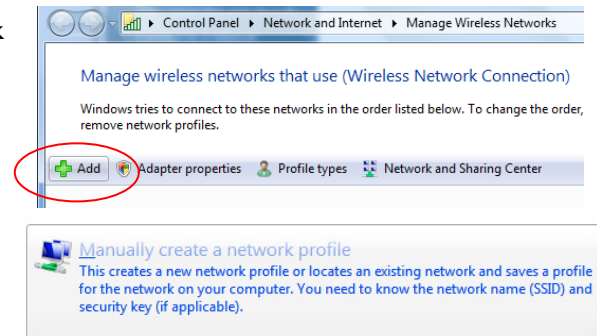 k
Control Panel ▸ Network and Internet ▸ Manage Wireless Networks
Manage wireless networks that use (Wireless Network Connection)
Windows tries to connect to these networks in the order listed below. To change the order,
remove network profiles.
Add Adapter properties Profile types Network and Sharing Center
Manually create a network profile
This creates a new network profile or locates an existing network and saves a profile
for the network on your computer. You need to know the network name (SSID) and
security key (if applicable).